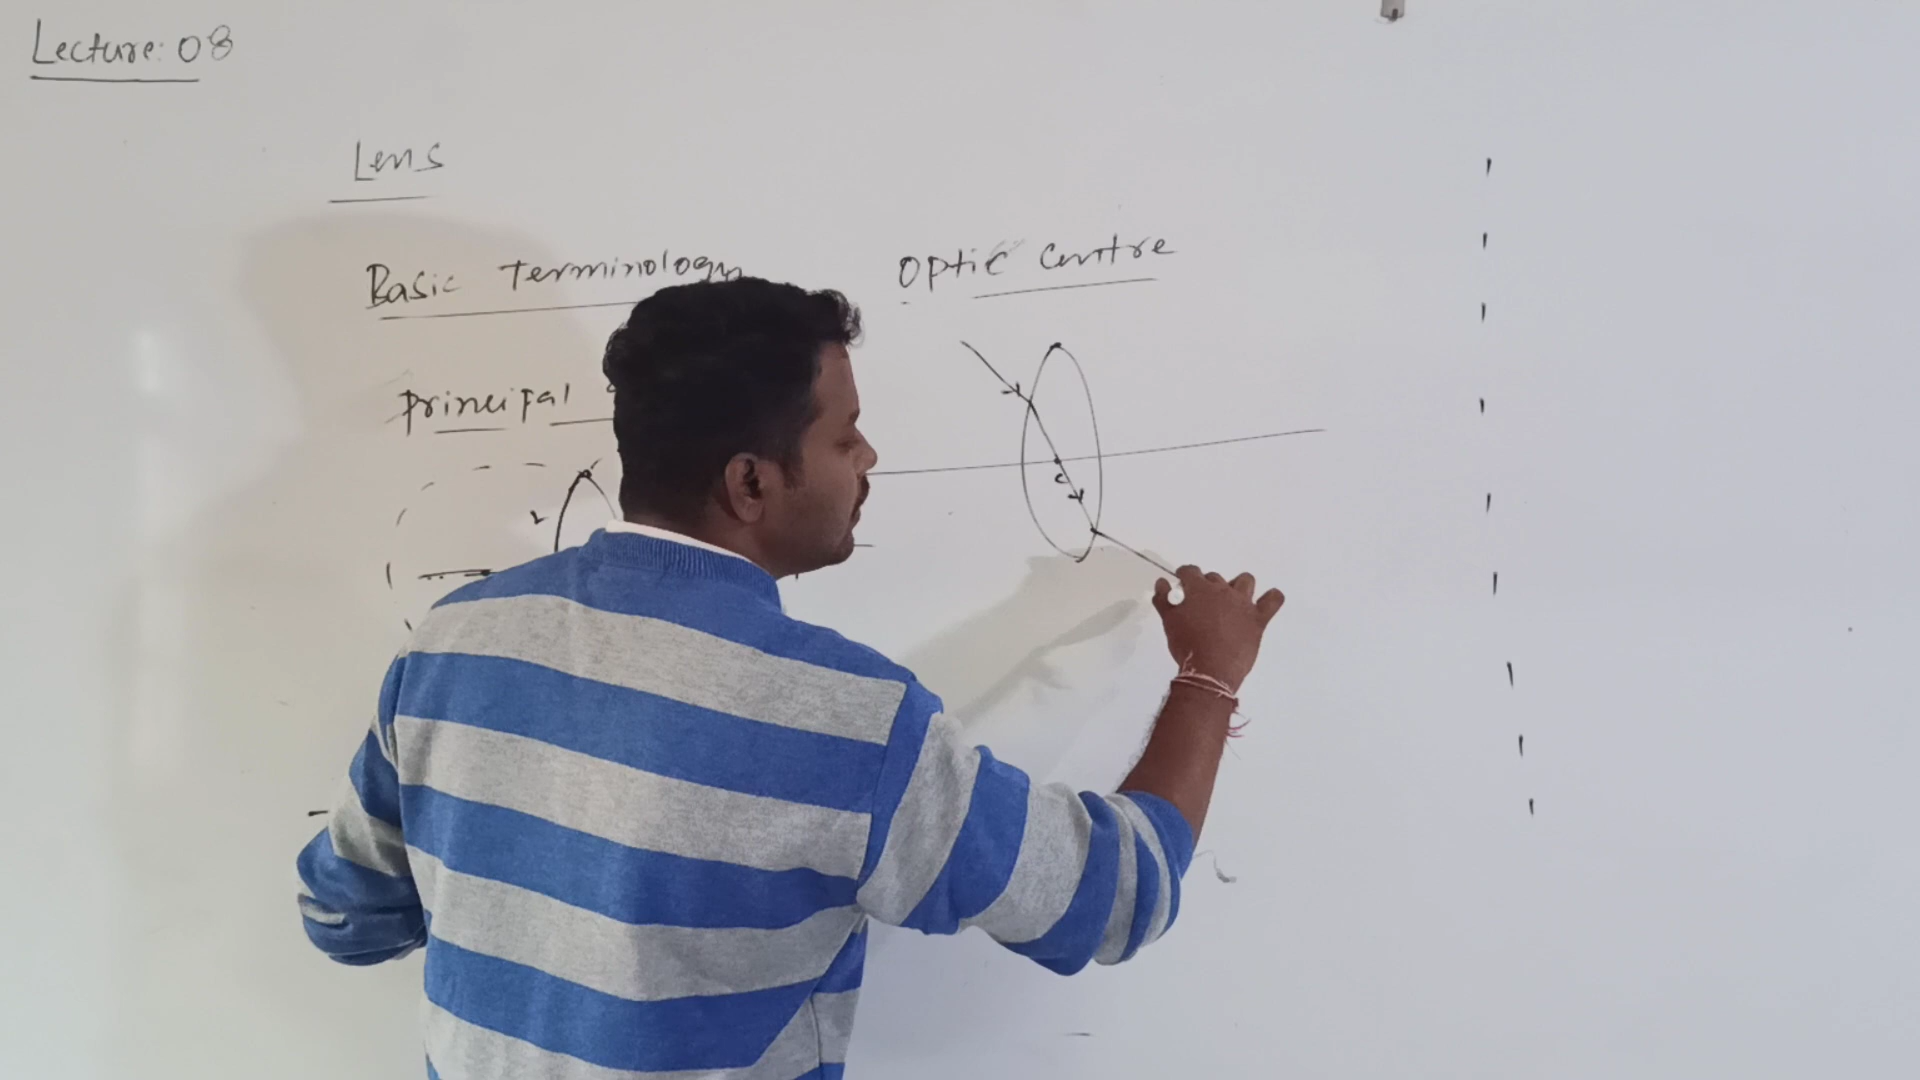 Lecture: 08
Lens
Basic Terminology
Optic Centre
Principal
C